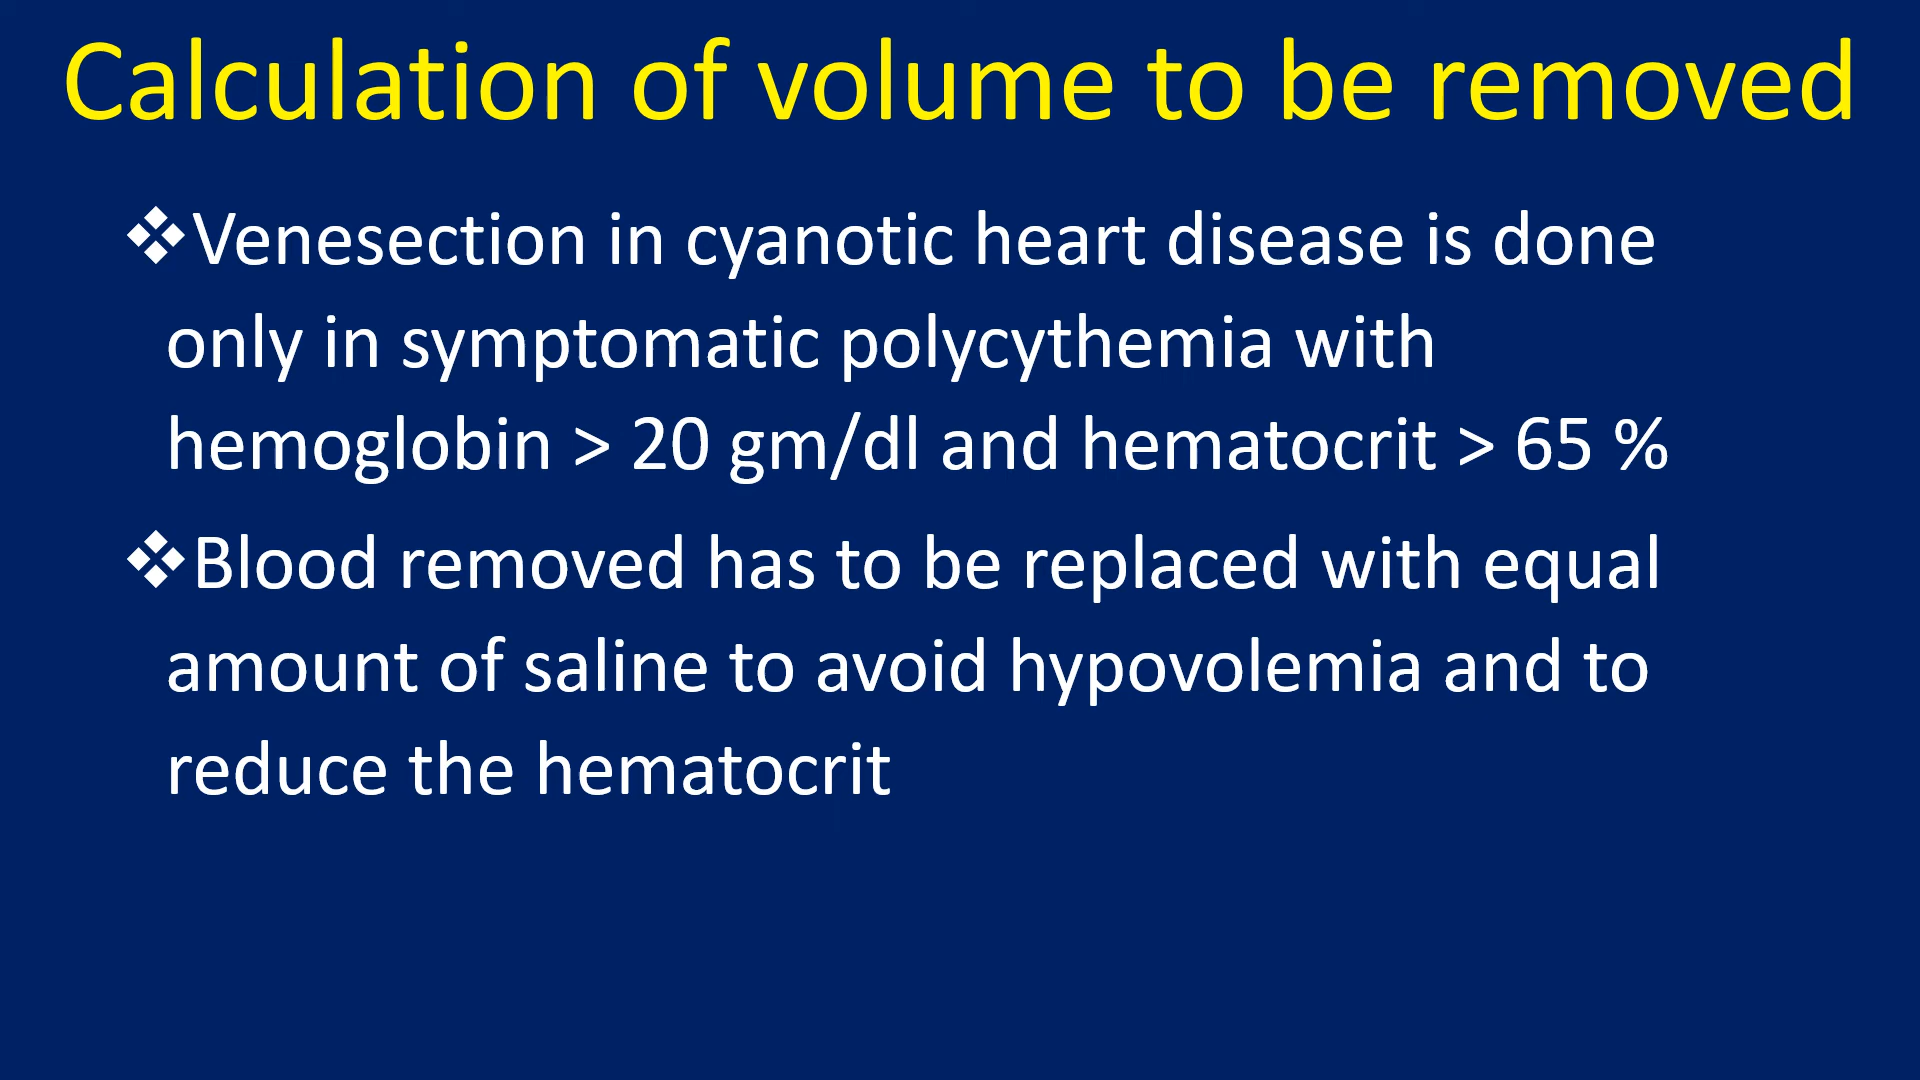 Calculation of volume to be removed
❖Venesection in cyanotic heart disease is done
only in symptomatic polycythemia with
hemoglobin > 20 gm/dl and hematocrit > 65 %
❖Blood removed has to be replaced with equal
amount of saline to avoid hypovolemia and to
reduce the hematocrit